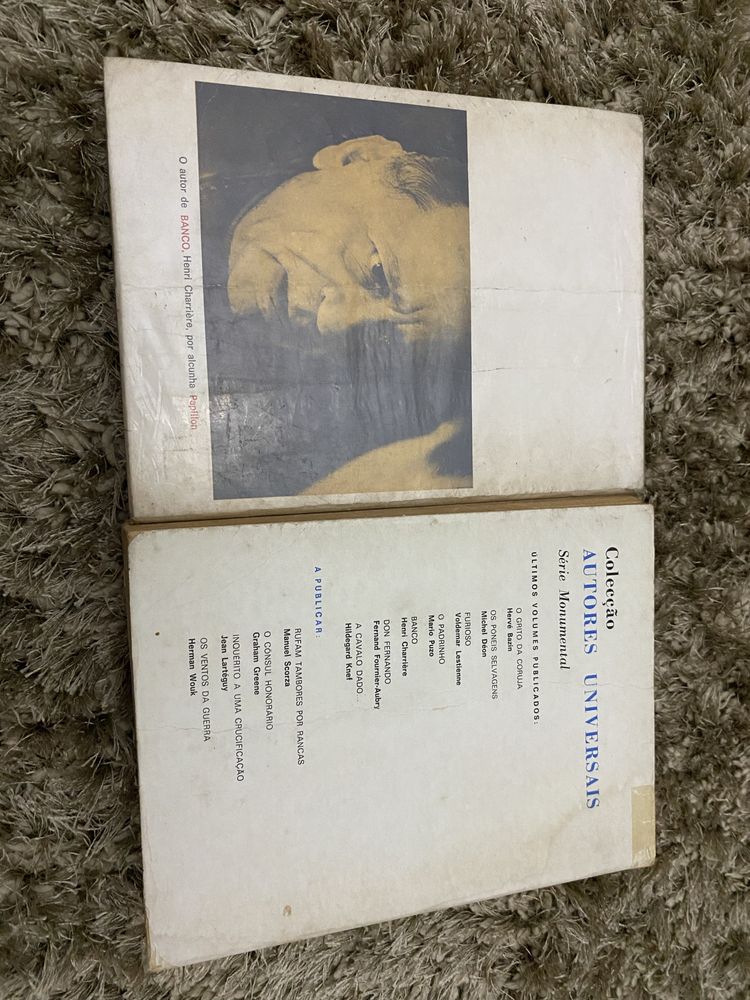 O autor de BANCO, Henri Charrière, por alcunha Papillon
Colecção
AUTORES UNIVERSAIS
Série Monumental
ÚLTIMOS VOLUMES PUBLICADOS:
O GRITO DA CORUJA
Hervé Bazin
OS PÓNEIS SELVAGENS
Michel Déon
FURIOSO
Voldemar Lestienne
O PADRINHO
Mario Puzo
BANCO
Henri Charrière
DON FERNANDO
Fernand Fournier-Aubry
A CAVALO DADO...
Hildegard Knef
A PUBLICAR:
RUFAM TAMBORES POR RANCAS
Manuel Scorza
O CÔNSUL HONORÁRIO
Graham Greene
INQUÉRITO A UMA CRUCIFICAÇÃO
Jean Lartéguy
OS VENTOS DA GUERRA
Herman Wouk